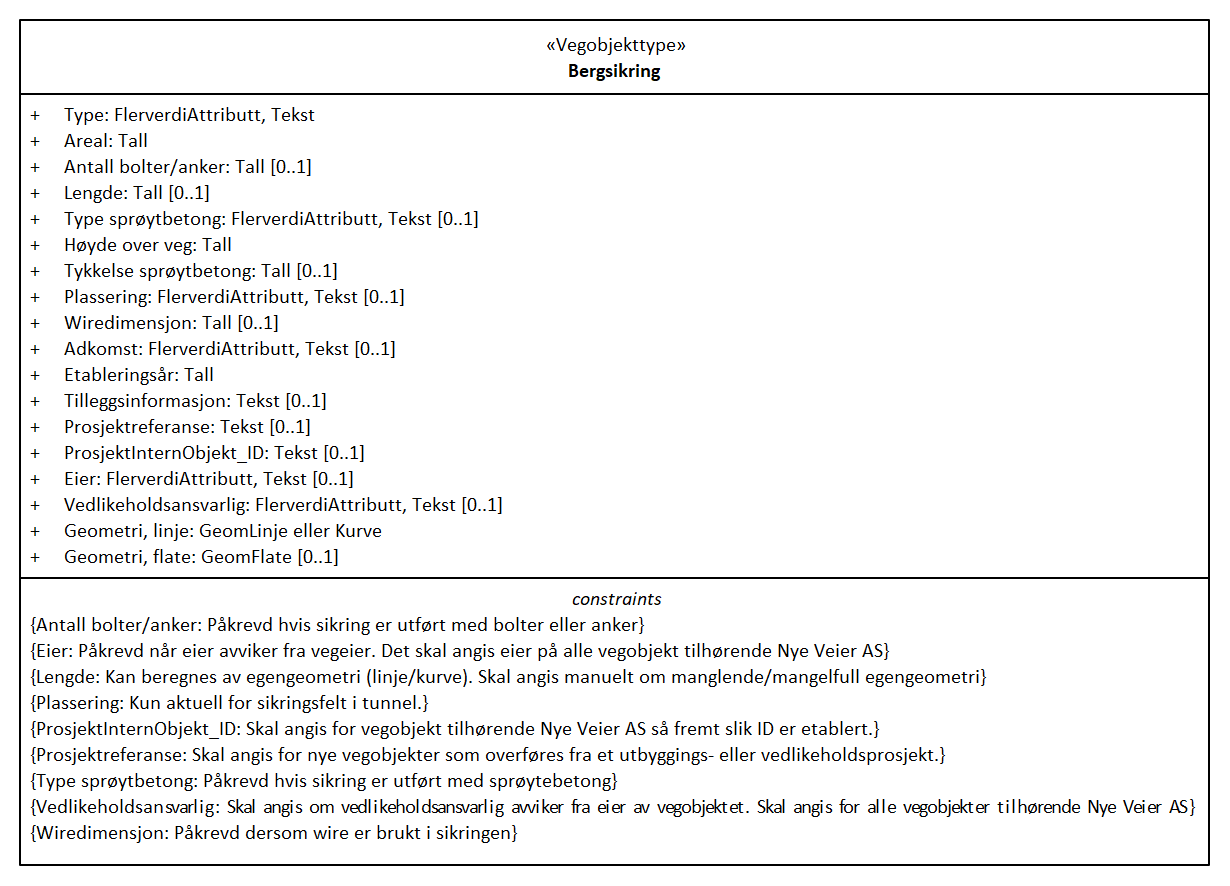 «Vegobjekttype»
Bergsikring
+ Type: FlerverdiAttributt, Tekst
+ Areal: Tall
+ Antall bolter/anker: Tall [0..1]
+ Lengde: Tall [0..1]
+ Type sprøytbetong: FlerverdiAttributt, Tekst [0..1]
+ Høyde over veg: Tall
+ Tykkelse sprøytbetong: Tall [0..1]
+ Plassering: FlerverdiAttributt, Tekst [0..1]
+ Wiredimensjon: Tall [0..1]
+ Adkomst: FlerverdiAttributt, Tekst [0..1]
+ Etableringsår: Tall
+ Tilleggsinformasjon: Tekst [0..1]
+ Prosjektreferanse: Tekst [0..1]
+ ProsjektInternObjekt_ID: Tekst [0..1]
+ Eier: FlerverdiAttributt, Tekst [0..1]
+ Vedlikeholdsansvarlig: FlerverdiAttributt, Tekst [0..1]
+ Geometri, linje: GeomLinje eller Kurve
+ Geometri, flate: GeomFlate [0..1]
constraints
{Antall bolter/anker: Påkrevd hvis sikring er utført med bolter eller anker}
{Eier: Påkrevd når eier avviker fra vegeier. Det skal angis eier på alle vegobjekt tilhørende Nye Veier AS}
{Lengde: Kan beregnes av egengeometri (linje/kurve). Skal angis manuelt om manglende/mangelfull egengeometri}
{Plassering: Kun aktuell for sikringsfelt i tunnel.}
{ProsjektInternObjekt_ID: Skal angis for vegobjekt tilhørende Nye Veier AS så fremt slik ID er etablert.}
{Prosjektreferanse: Skal angis for nye vegobjekter som overføres fra et utbyggings- eller vedlikeholdsprosjekt.}
{Type sprøytbetong: Påkrevd hvis sikring er utført med sprøytebetong}
{Vedlikeholdsansvarlig: Skal angis om vedlikeholdsansvarlig avviker fra eier av vegobjektet. Skal angis for alle vegobjekter tilhørende Nye Veier AS}
{Wiredimensjon: Påkrevd dersom wire er brukt i sikringen}